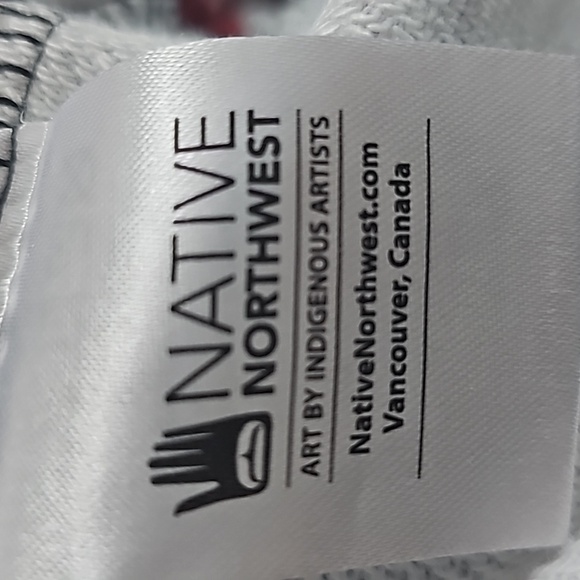 NATIVE
NORTHWEST
ART BY INDIGENOUS ARTISTS
NativeNorthwest.com
Vancouver, Canada